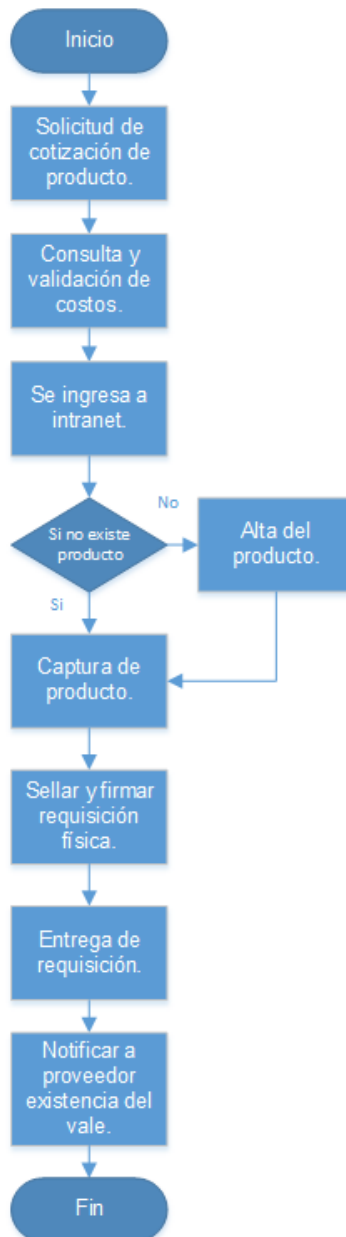 Inicio
Solicitud de
cotización de
producto.
Consulta y
validación de
costos.
Se ingresa a
intranet.
Si no existe
producto
No
Alta del
producto.
Si
Captura de
producto.
Sellar y firmar
requisición
física.
Entrega de
requisición.
Notificar a
proveedor
existencia del
vale.
Fin